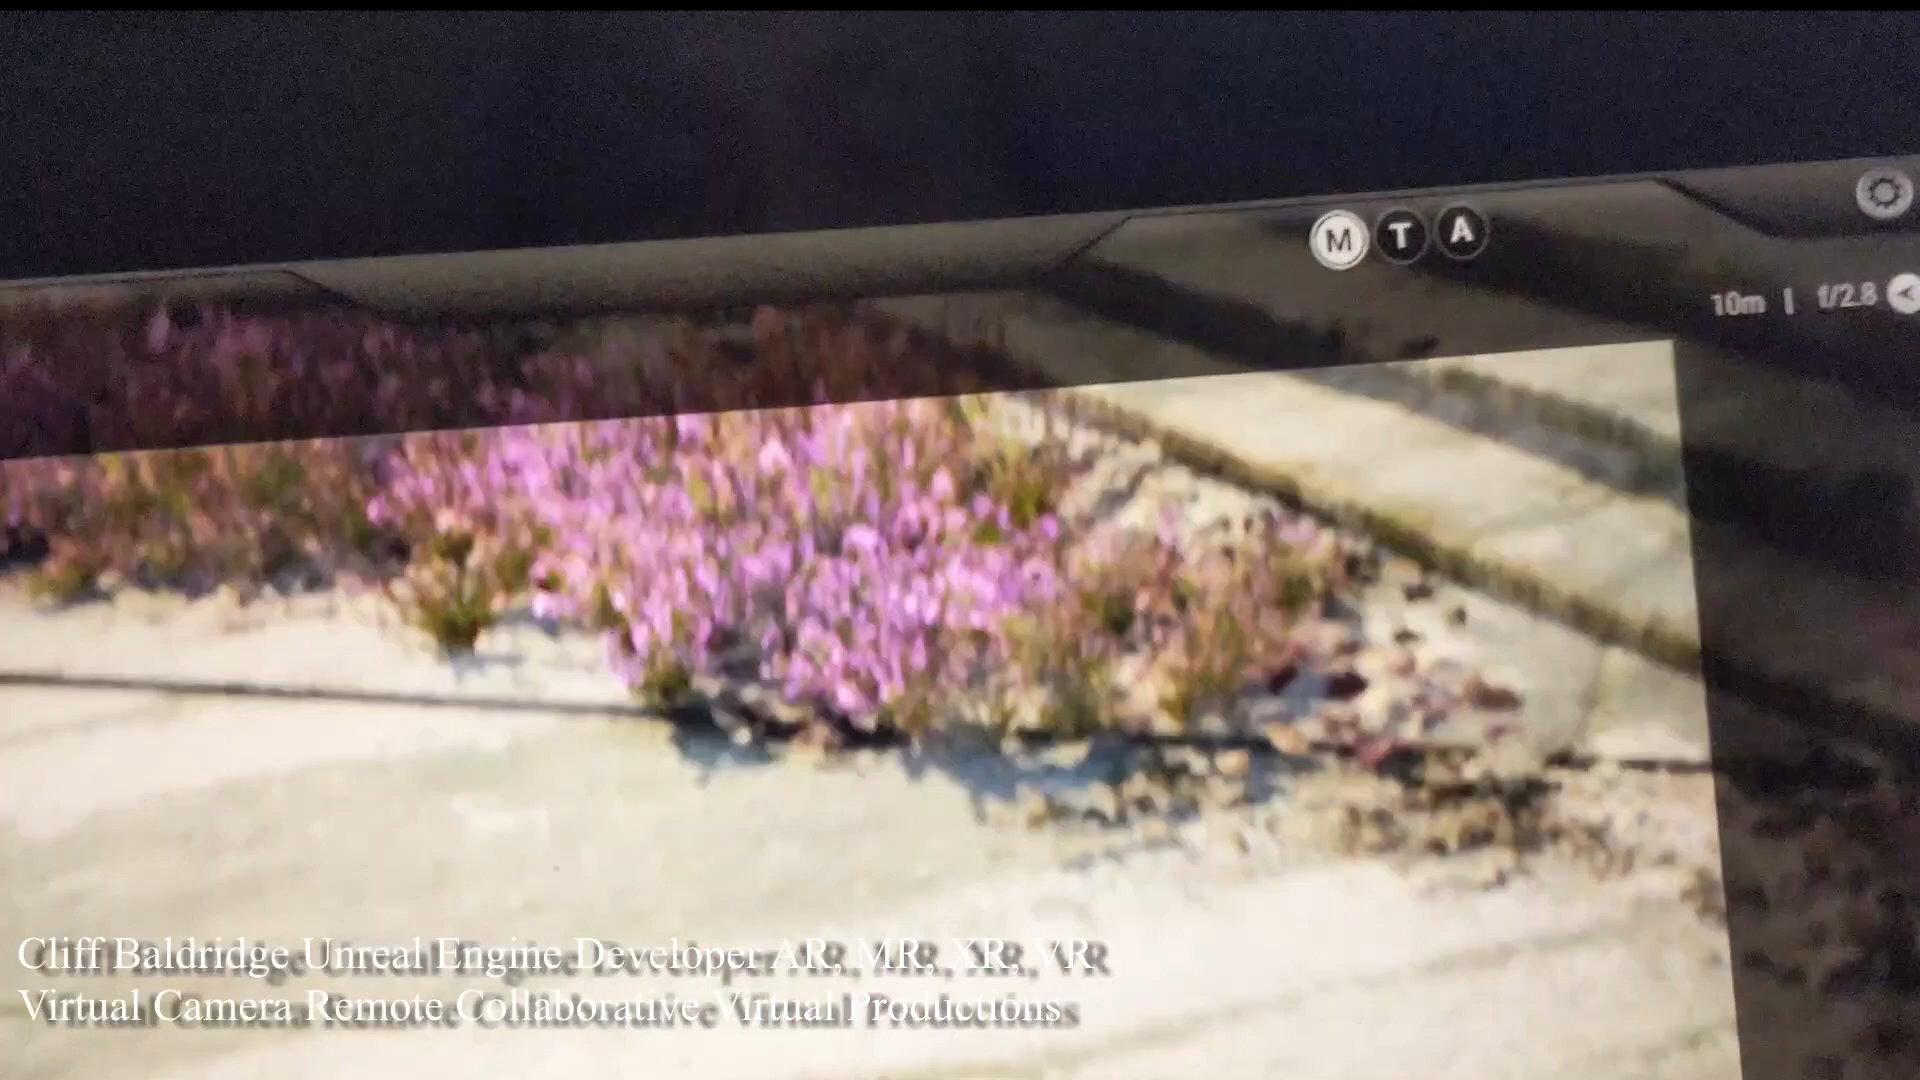 M T A
10m | f/2.8
Cliff Baldridge Unreal Engine Developer AR, MR, XR, VR
Virtual Camera Remote Collaborative Virtual Productions